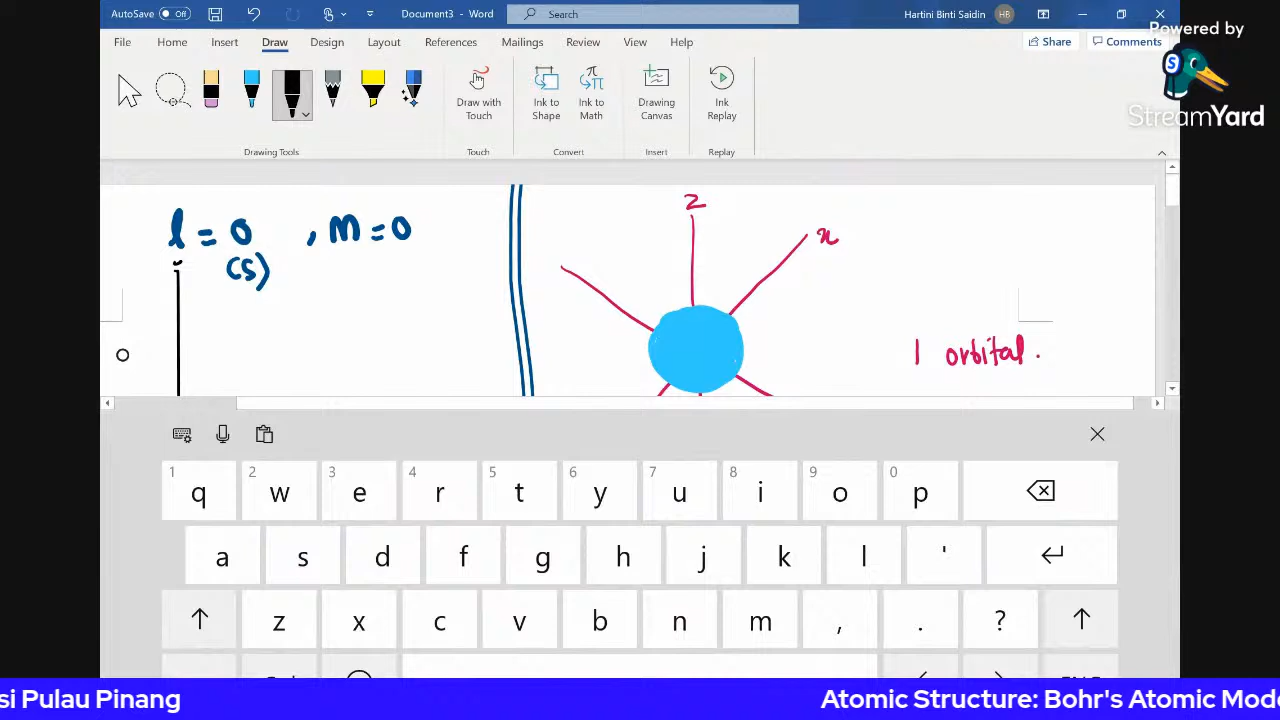 AutoSave Off Document3 - Word Search Hartini Binti Saidin HB
Powered by
File Home Insert Draw Design Layout References Mailings Review View Help Share Comments
S
StreamYard
Draw with Touch Ink to Shape Ink to Math Drawing Canvas Ink Replay
Drawing Tools Touch Convert Insert Replay
l = 0 , m = 0
(s)
z
x
1 orbital.
1 2 3 4 5 6 7 8 9 0
q w e r t y u i o p
a s d f g h j k l '
z x c v b n m , . ?
si Pulau Pinang Atomic Structure: Bohr's Atomic Mode